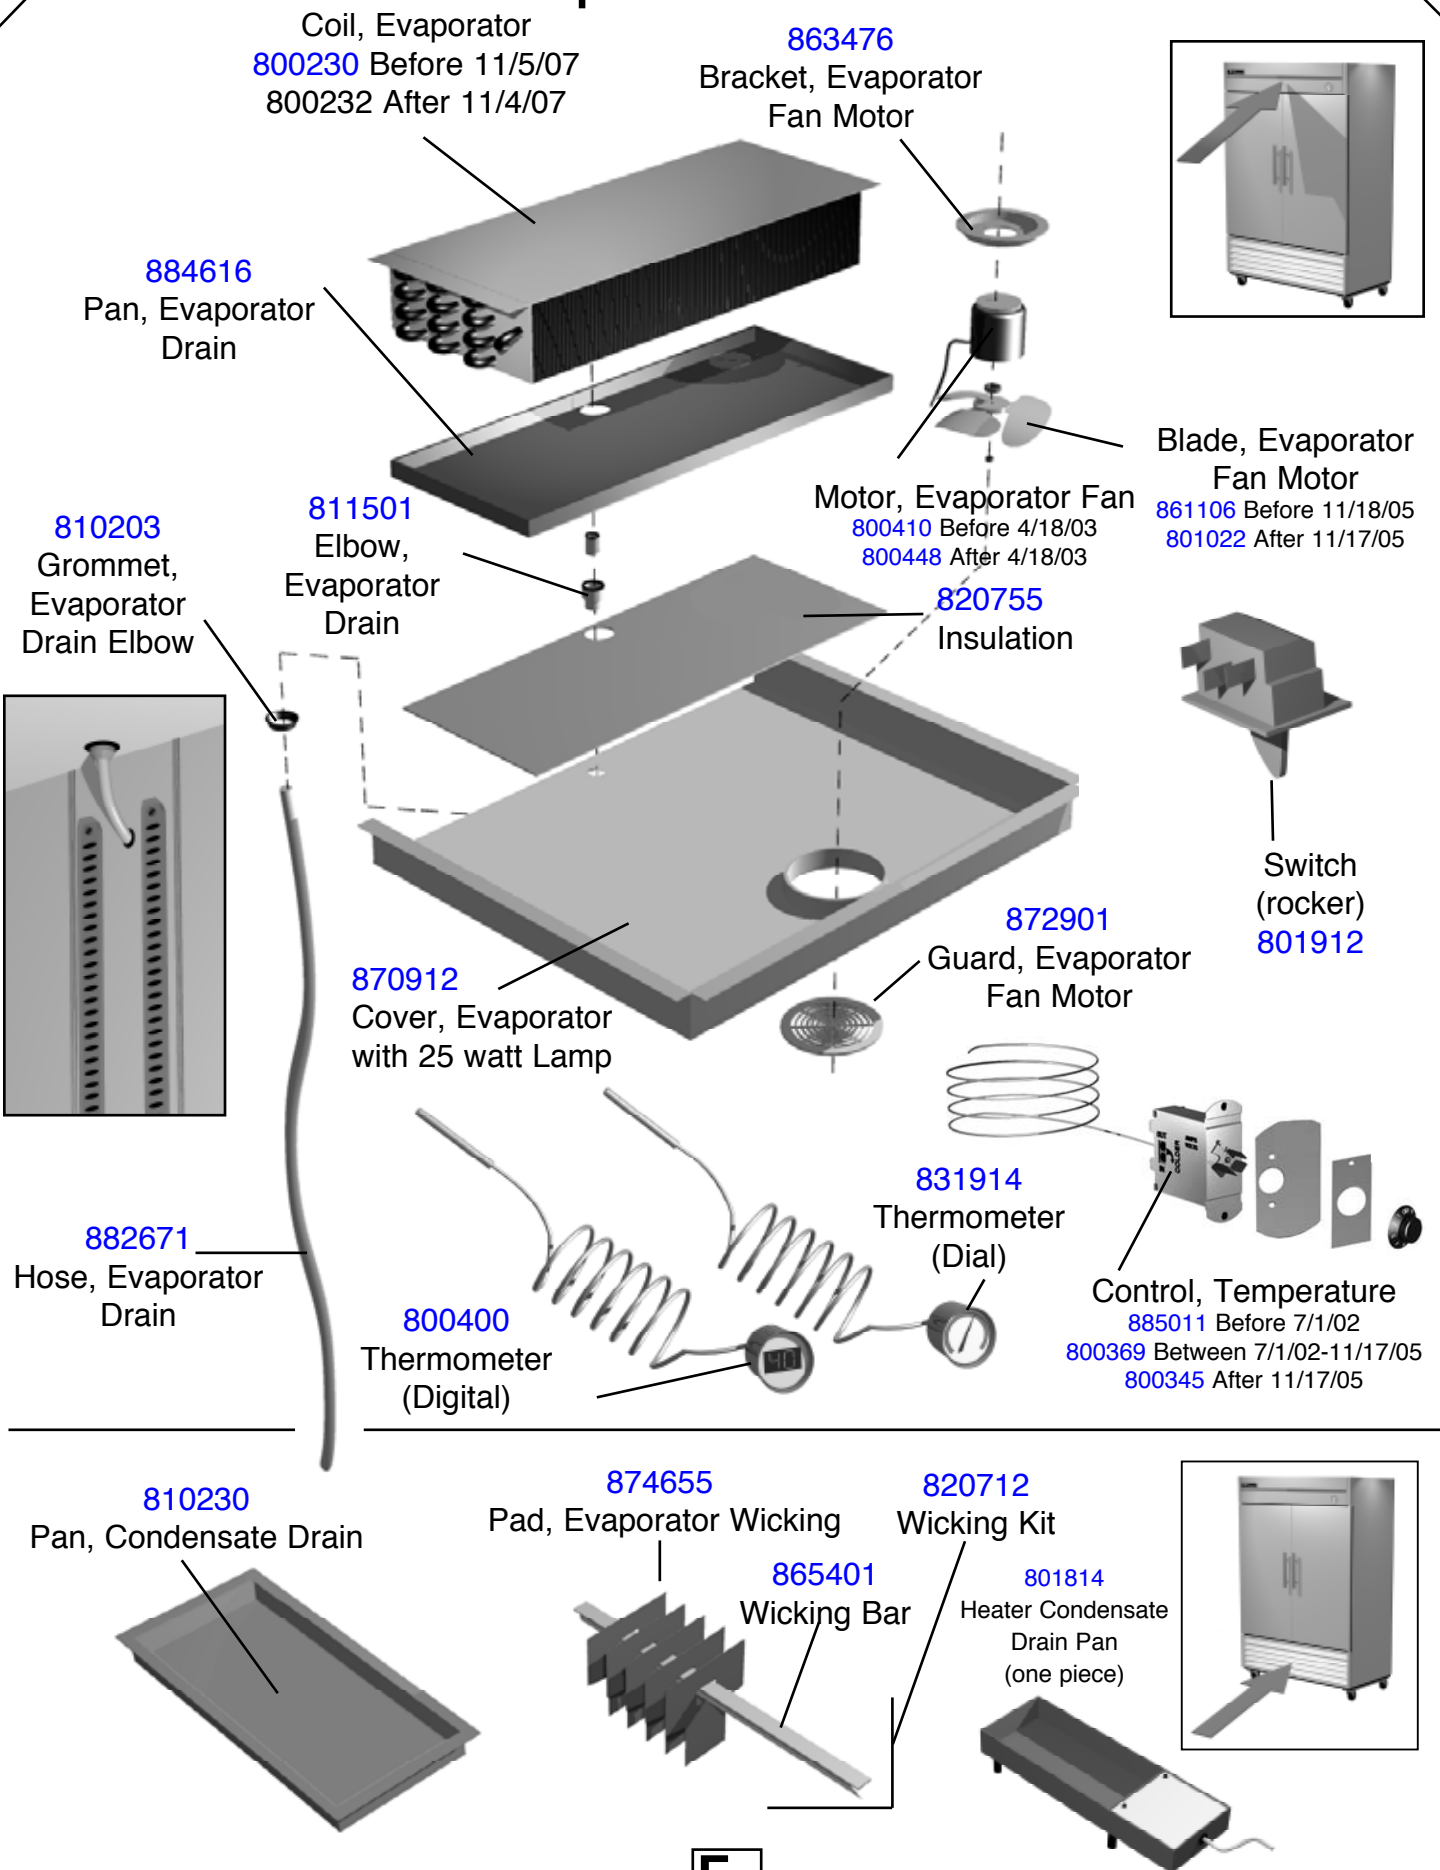 Coil, Evaporator
800230 Before 11/5/07
800232 After 11/4/07
863476
Bracket, Evaporator
Fan Motor
884616
Pan, Evaporator
Drain
Blade, Evaporator
Fan Motor
861106 Before 11/18/05
801022 After 11/17/05
Motor, Evaporator Fan
800410 Before 4/18/03
800448 After 4/18/03
811501
Elbow,
Evaporator
Drain
810203
Grommet,
Evaporator
Drain Elbow
820755
Insulation
Switch
(rocker)
801912
872901
Guard, Evaporator
Fan Motor
870912
Cover, Evaporator
with 25 watt Lamp
831914
Thermometer
(Dial)
COLDER
882671
Hose, Evaporator
Drain
800400
Thermometer
(Digital)
40
Control, Temperature
885011 Before 7/1/02
800369 Between 7/1/02-11/17/05
800345 After 11/17/05
810230
Pan, Condensate Drain
874655
Pad, Evaporator Wicking
820712
Wicking Kit
865401
Wicking Bar
801814
Heater Condensate
Drain Pan
(one piece)